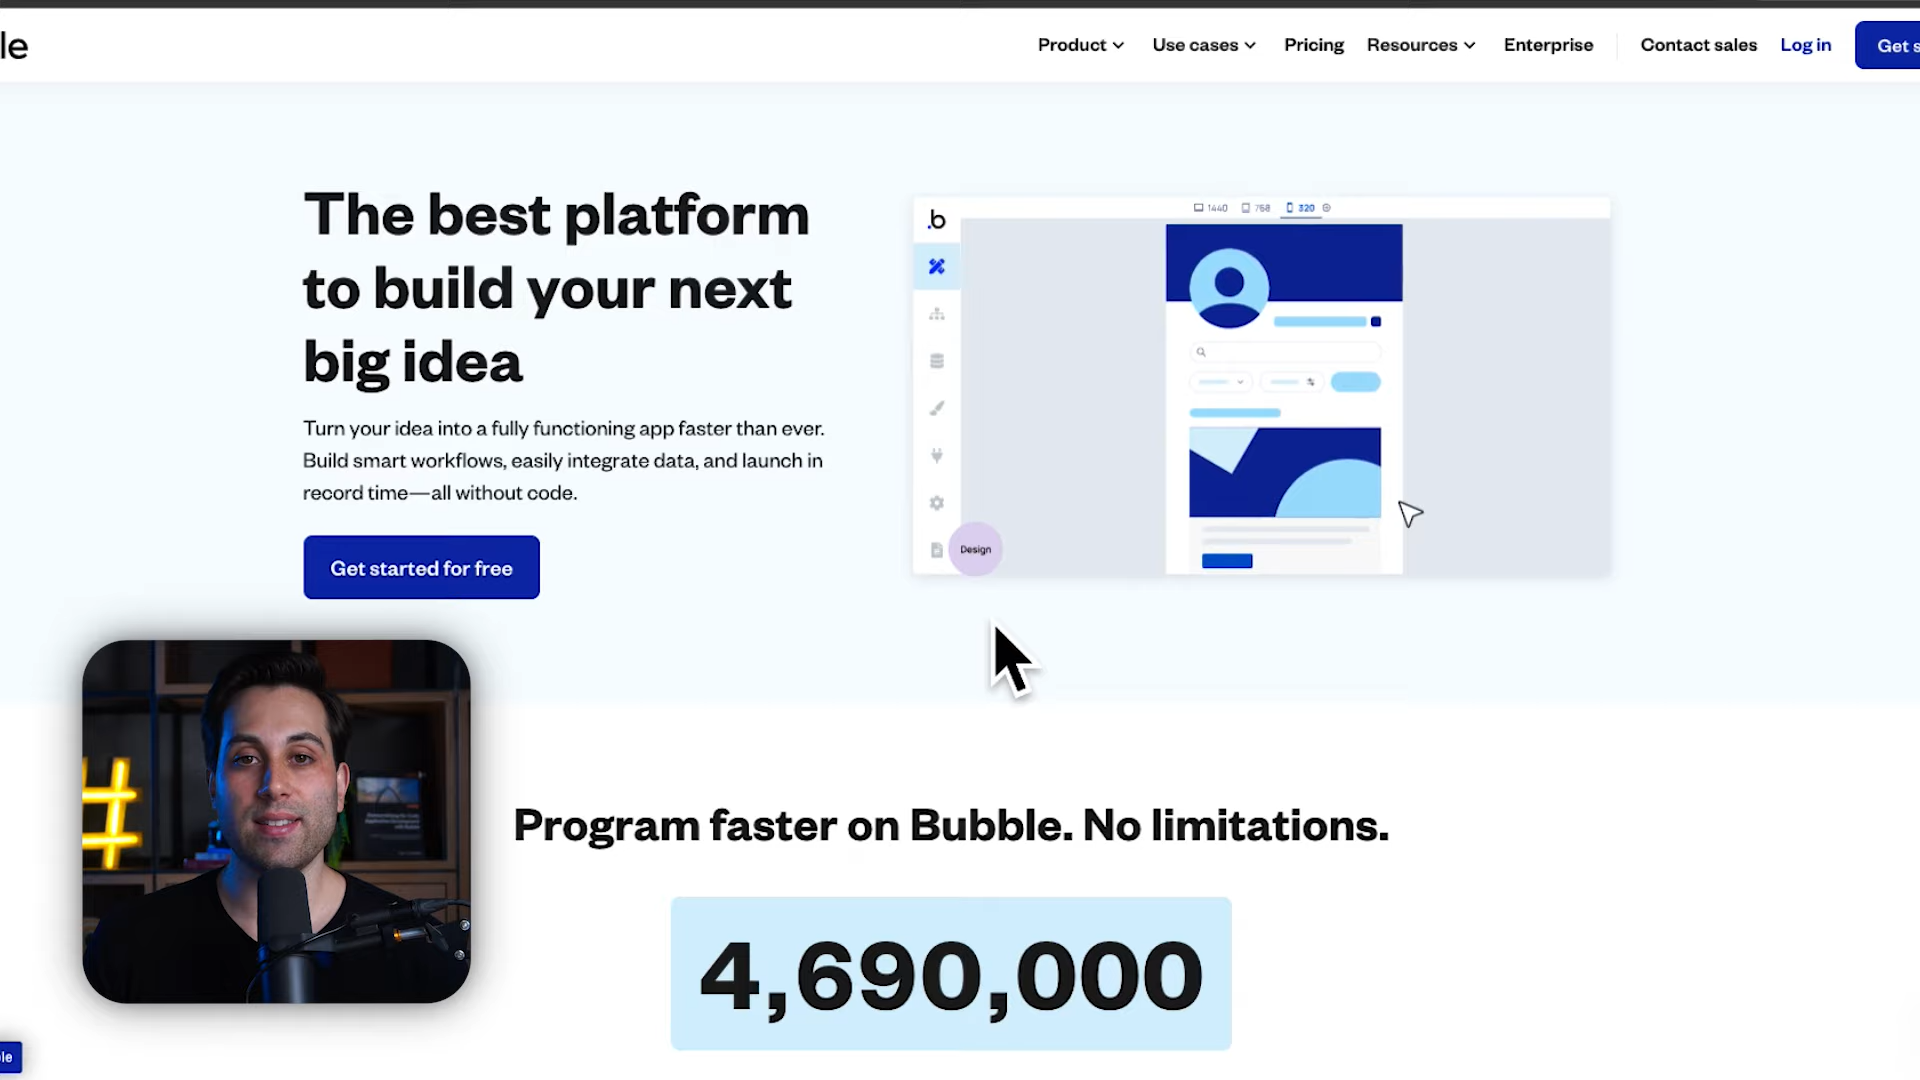 le
Product
Use cases
Pricing
Resources
Enterprise
Contact sales
Log in
Get s
The best platform
to build your next
big idea
Turn your idea into a fully functioning app faster than ever.
Build smart workflows, easily integrate data, and launch in
record time—all without code.
Get started for free
.b
1440
768
320
Design
#
Program faster on Bubble. No limitations.
4,690,000
le